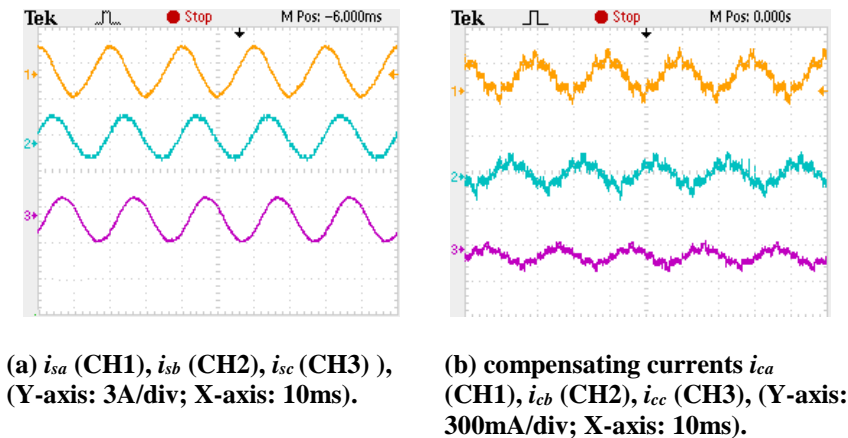 Tek Stop M Pos: −6.000ms
1
2
3
Tek Stop M Pos: 0.000s
1
2
3
(a) isa (CH1), isb (CH2), isc (CH3) ),
(Y-axis: 3A/div; X-axis: 10ms).
(b) compensating currents ica
(CH1), icb (CH2), icc (CH3), (Y-axis:
300mA/div; X-axis: 10ms).